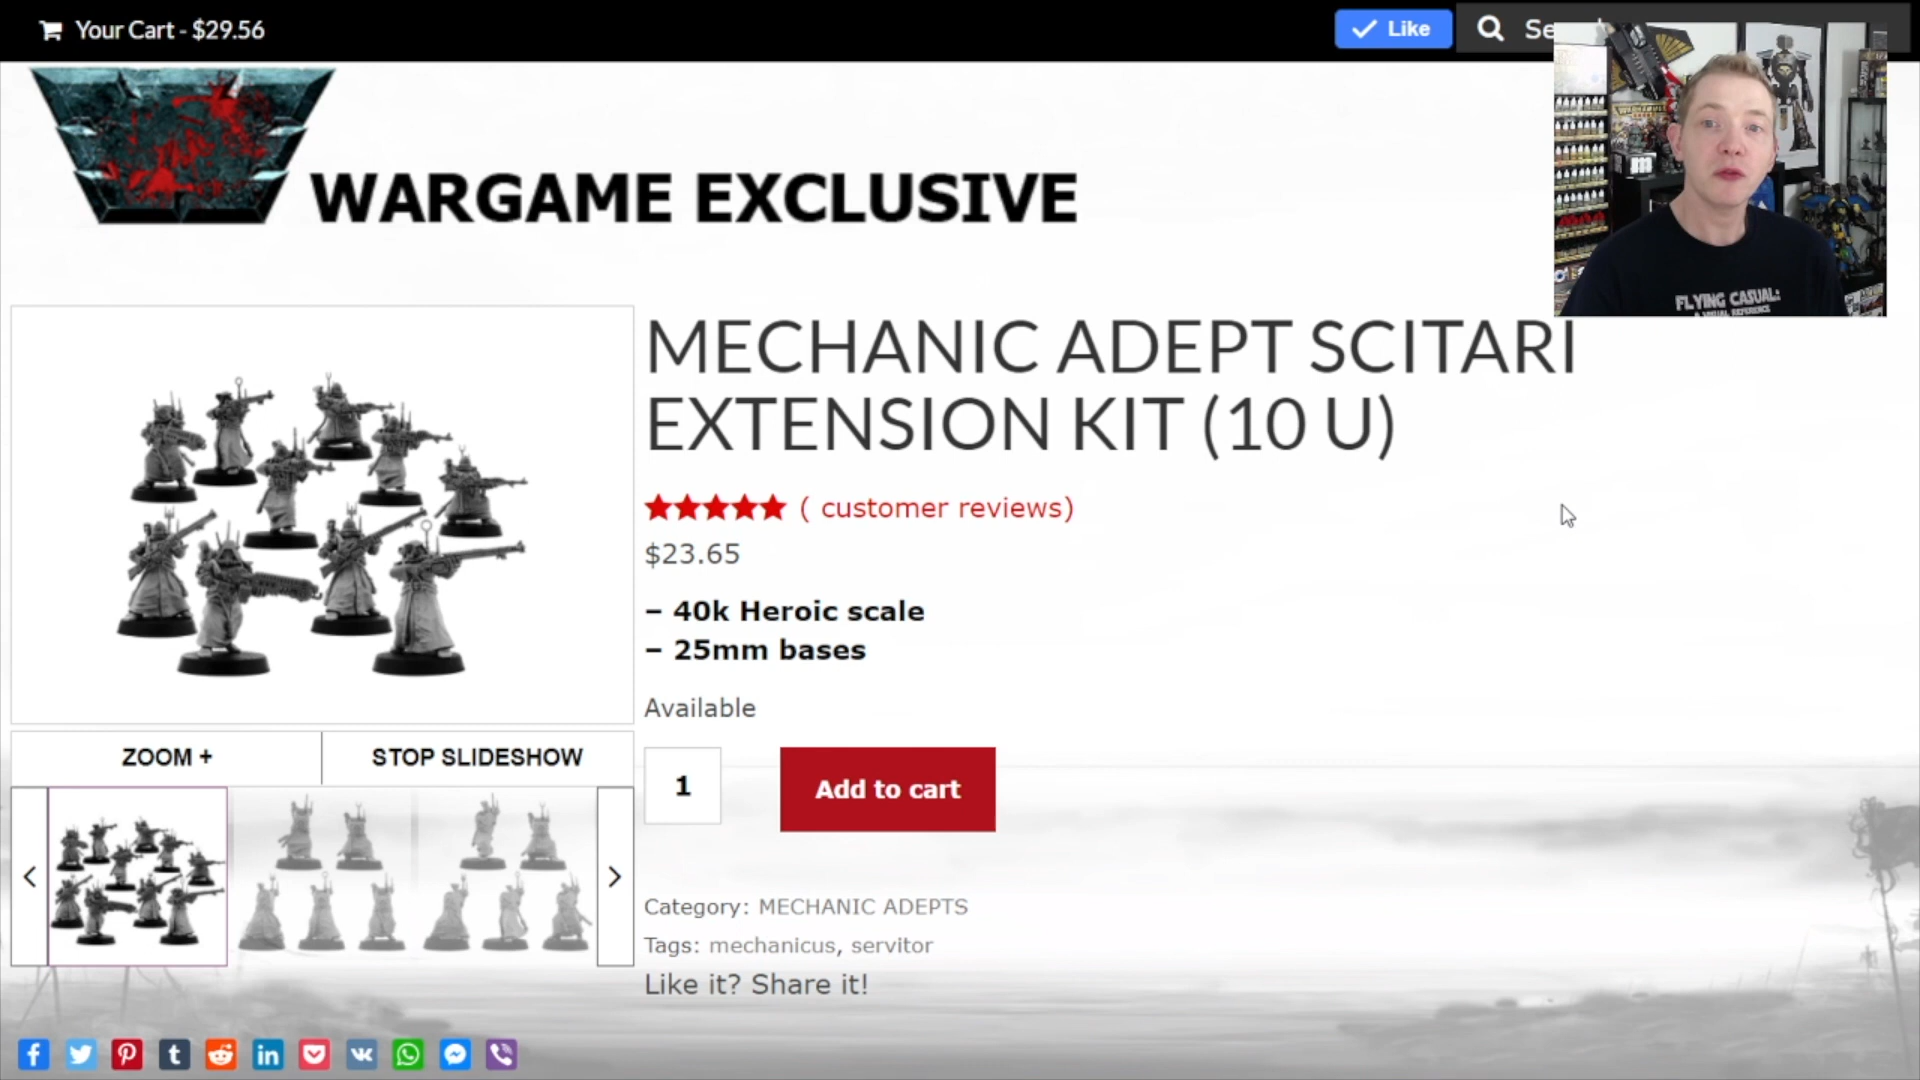 Your Cart - $29.56
Like
WARGAME EXCLUSIVE
FLYING CASUAL:
A VISUAL REFERENCE
MECHANIC ADEPT SCITARI
EXTENSION KIT (10 U)
( customer reviews)
$23.65
– 40k Heroic scale
– 25mm bases
Available
1
Add to cart
ZOOM +
STOP SLIDESHOW
Category: MECHANIC ADEPTS
Tags: mechanicus, servitor
Like it? Share it!